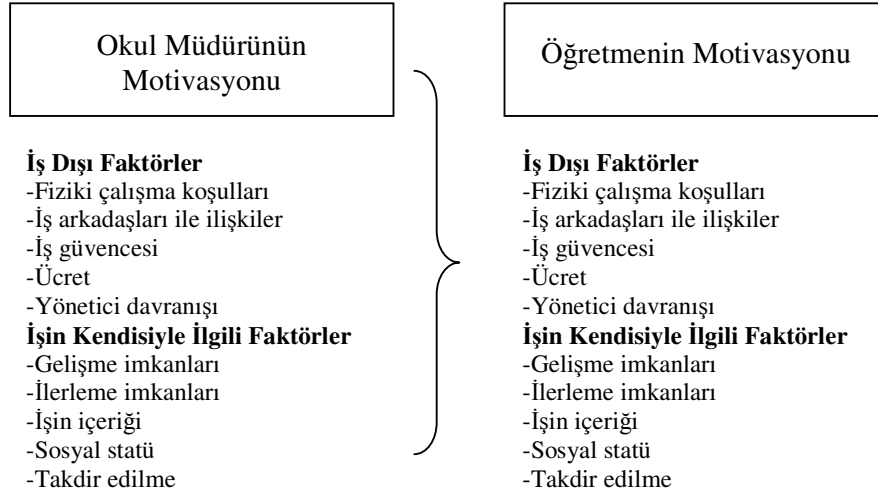 Okul Müdürünün
Motivasyonu
İş Dışı Faktörler
-Fiziki çalışma koşulları
-İş arkadaşları ile ilişkiler
-İş güvencesi
-Ücret
-Yönetici davranışı
İşin Kendisiyle İlgili Faktörler
-Gelişme imkanları
-İlerleme imkanları
-İşin içeriği
-Sosyal statü
-Takdir edilme
Öğretmenin Motivasyonu
İş Dışı Faktörler
-Fiziki çalışma koşulları
-İş arkadaşları ile ilişkiler
-İş güvencesi
-Ücret
-Yönetici davranışı
İşin Kendisiyle İlgili Faktörler
-Gelişme imkanları
-İlerleme imkanları
-İşin içeriği
-Sosyal statü
-Takdir edilme